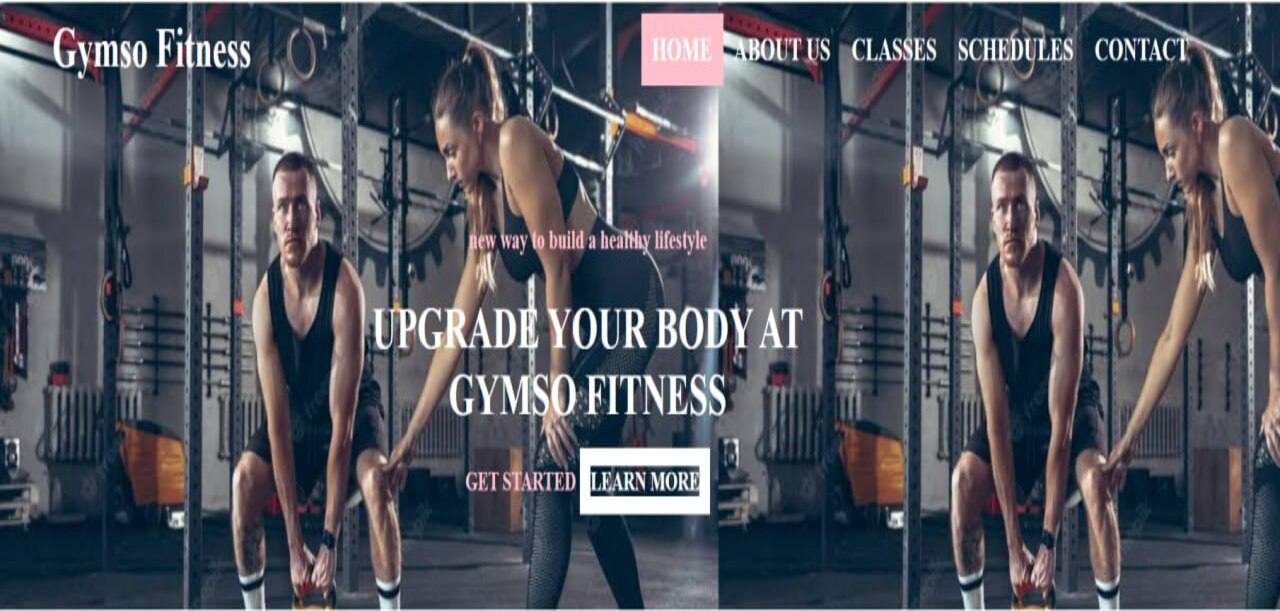 Gymso Fitness
HOME ABOUT US CLASSES SCHEDULES CONTACT
new way to build a healthy lifestyle
UPGRADE YOUR BODY AT
GYMSO FITNESS
GET STARTED LEARN MORE